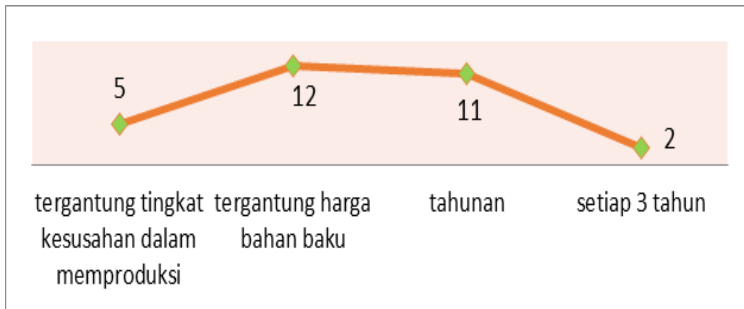 5
12
11
2
tergantung tingkat kesusahan dalam memproduksi
tergantung harga bahan baku
tahunan
setiap 3 tahun